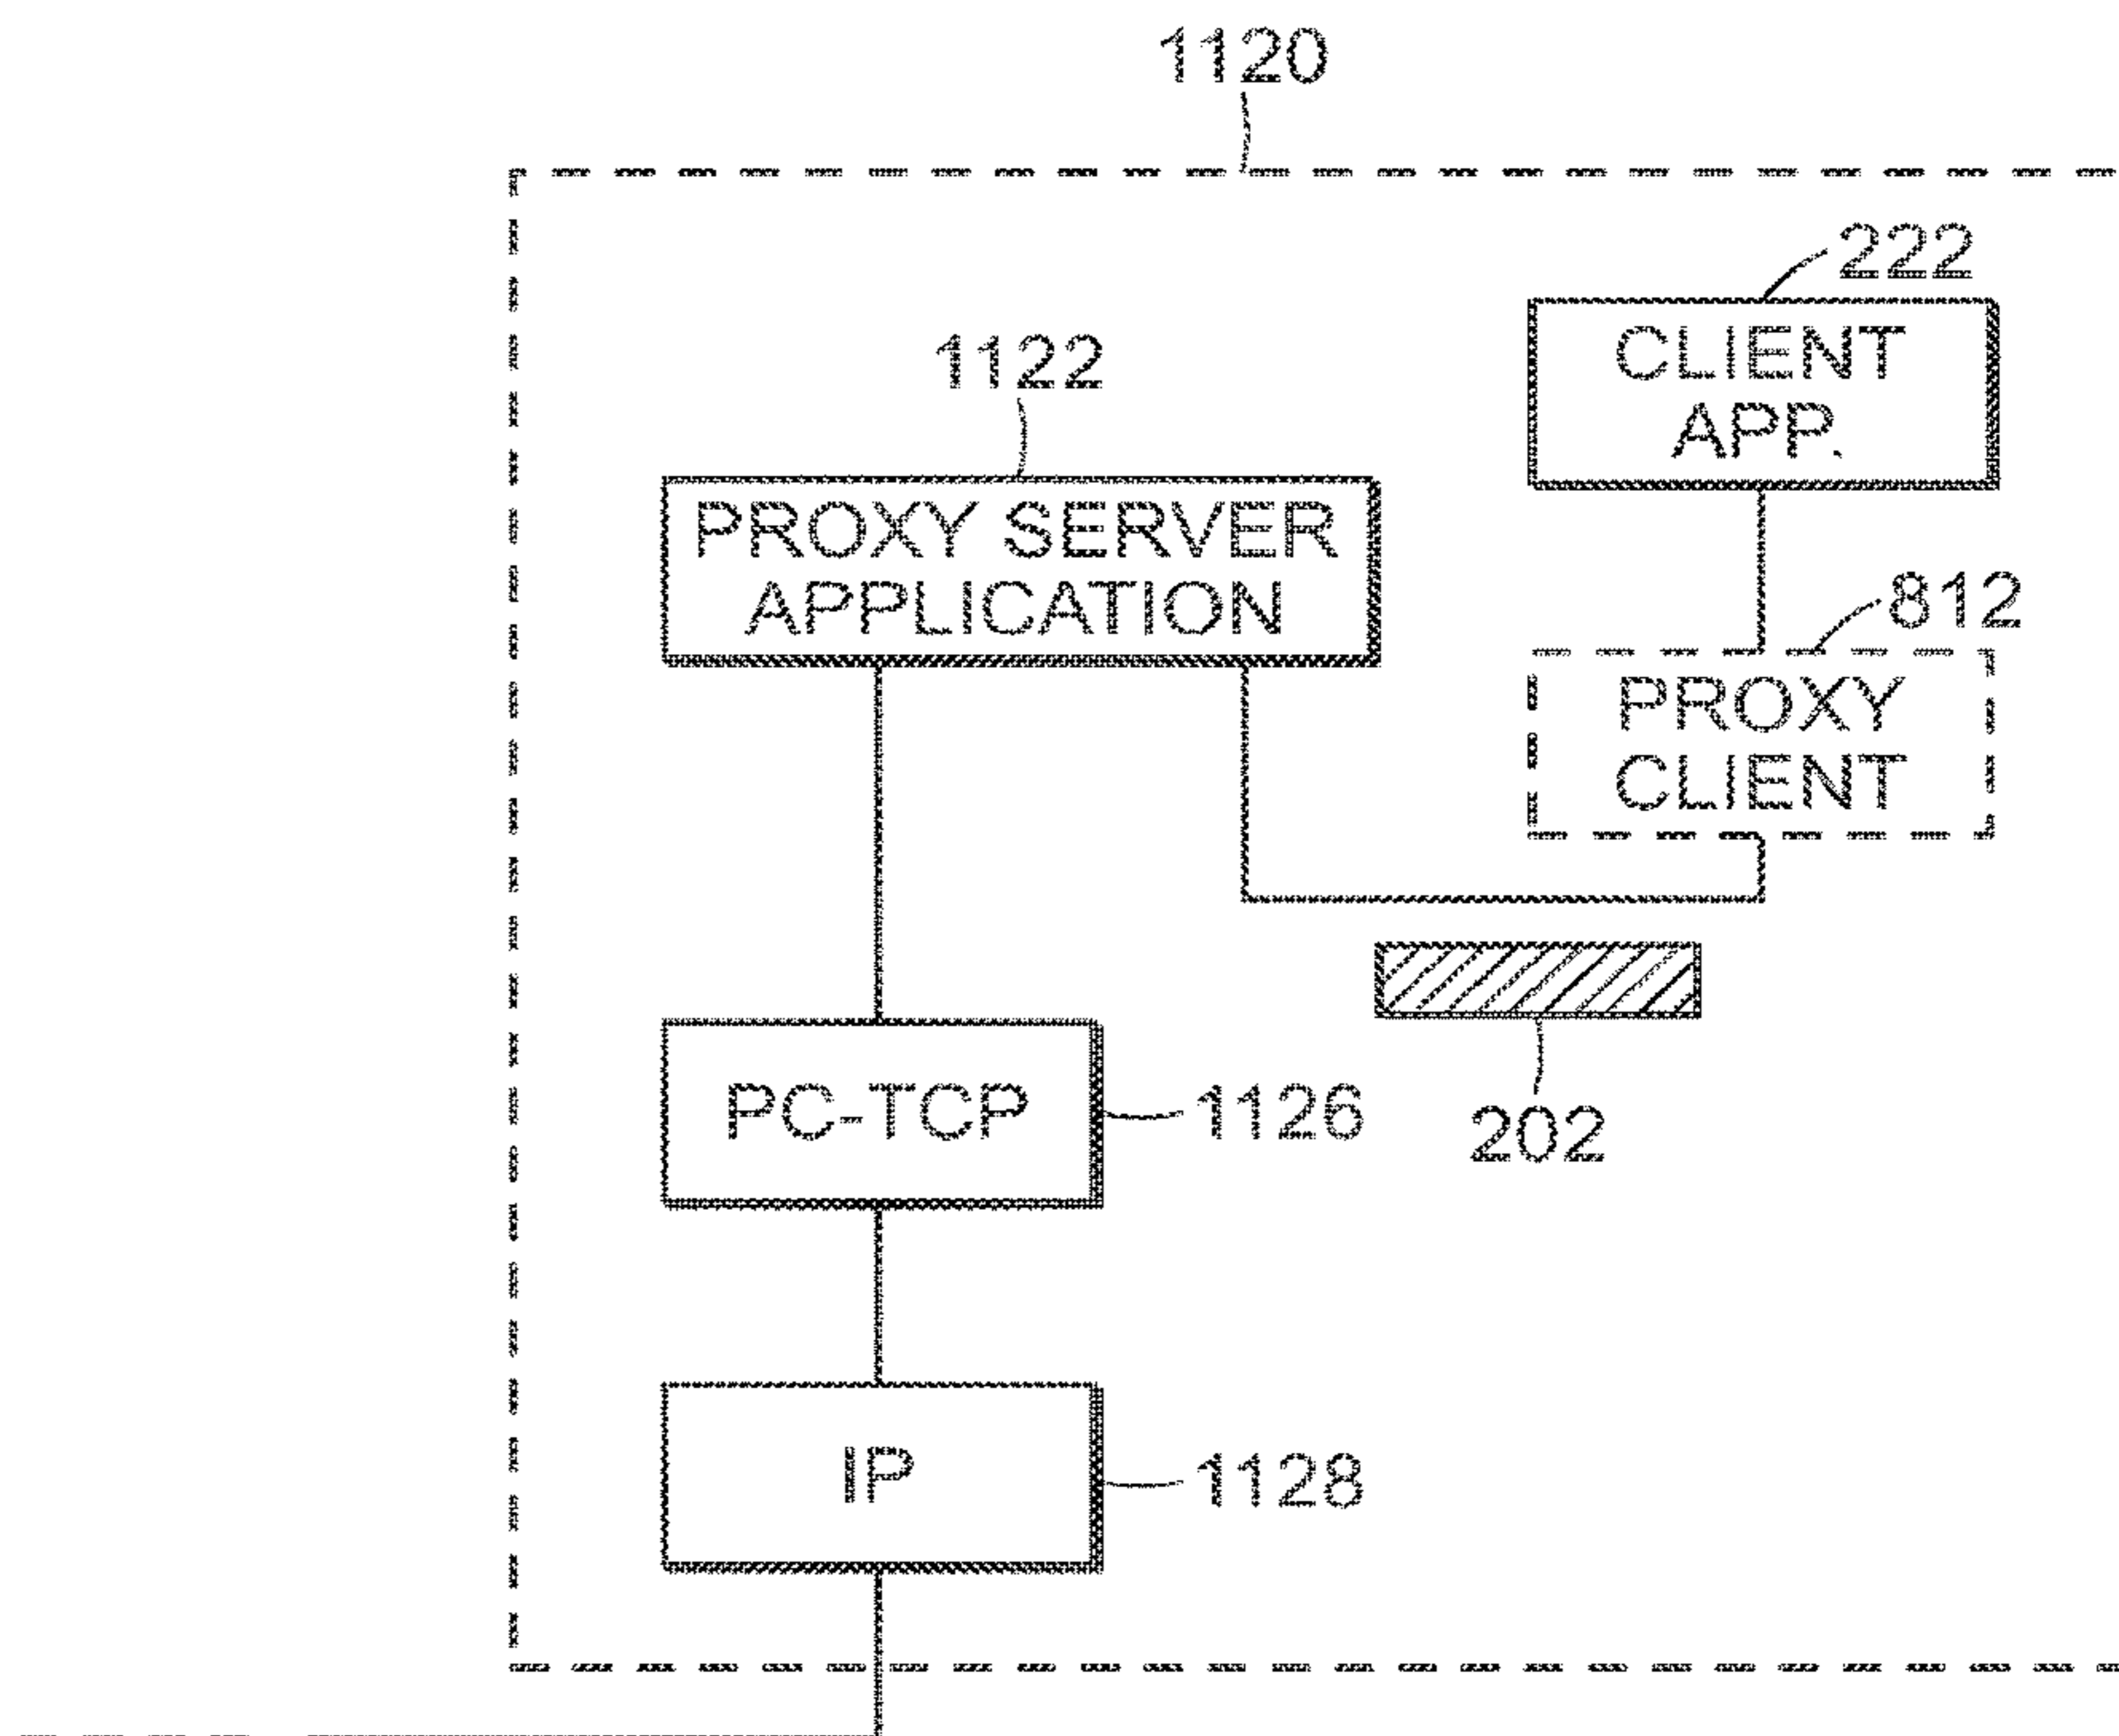 1120
222
CLIENT
APP.
1122
PROXY SERVER
APPLICATION
812
PROXY
CLIENT
PC-TCP
1126
202
IP
1128